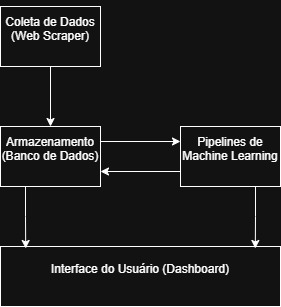 Coleta de Dados
(Web Scraper)
Armazenamento
(Banco de Dados)
Pipelines de
Machine Learning
Interface do Usuário (Dashboard)